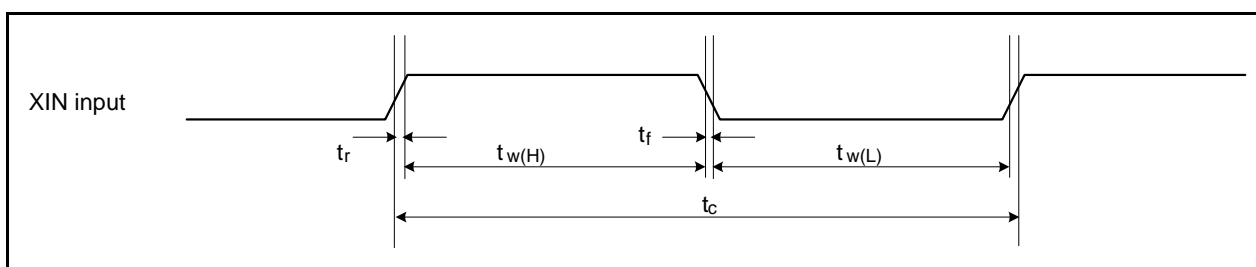 XIN input
tr
tw(H)
tf
tw(L)
tc